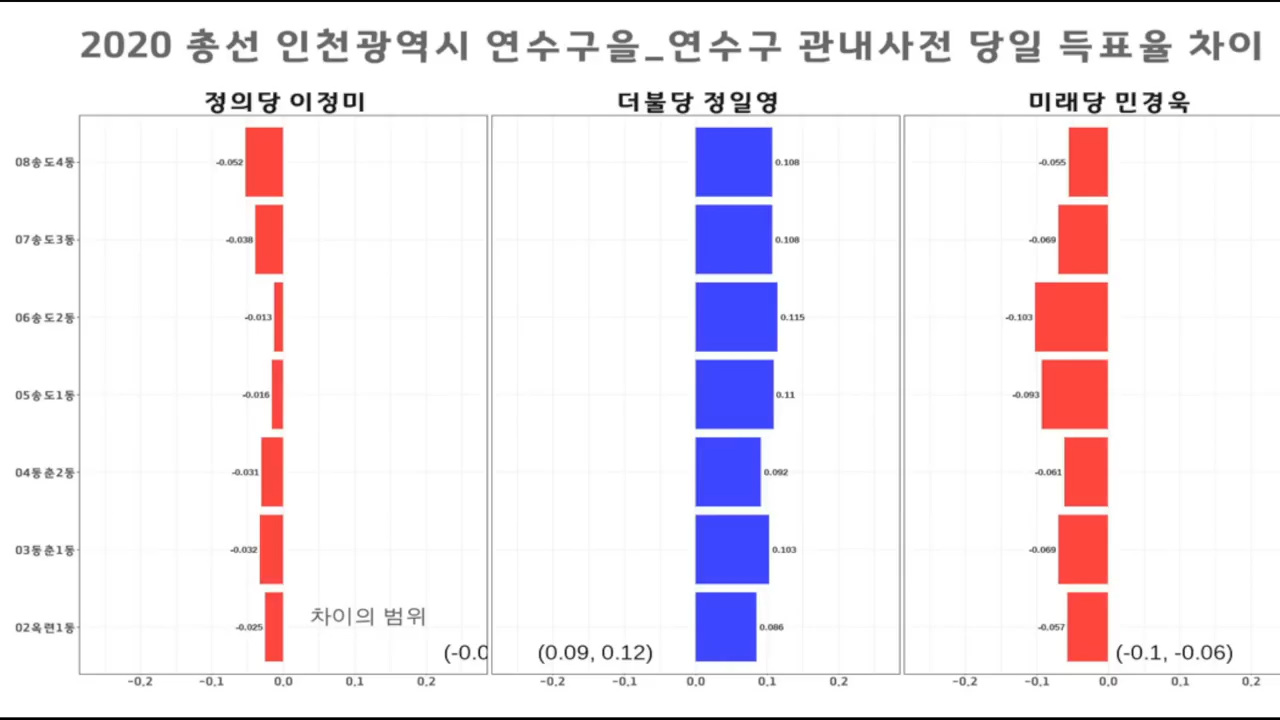 2020 총선 인천광역시 연수구을_연수구 관내사전 당일 득표율 차이
정의당 이정미
더불당 정일영
미래당 민경욱
08송도4동 -0.052 0.108 -0.055
07송도3동 -0.038 0.108 -0.069
06송도2동 -0.013 0.115 -0.103
05송도1동 -0.016 0.11 -0.093
04동춘2동 -0.031 0.092 -0.061
03동춘1동 -0.032 0.103 -0.069
차이의 범위
02옥련1동 -0.025 0.086 -0.057
(-0.0 (0.09, 0.12) (-0.1, -0.06)
-0.2 -0.1 0.0 0.1 0.2 -0.2 -0.1 0.0 0.1 0.2 -0.2 -0.1 0.0 0.1 0.2